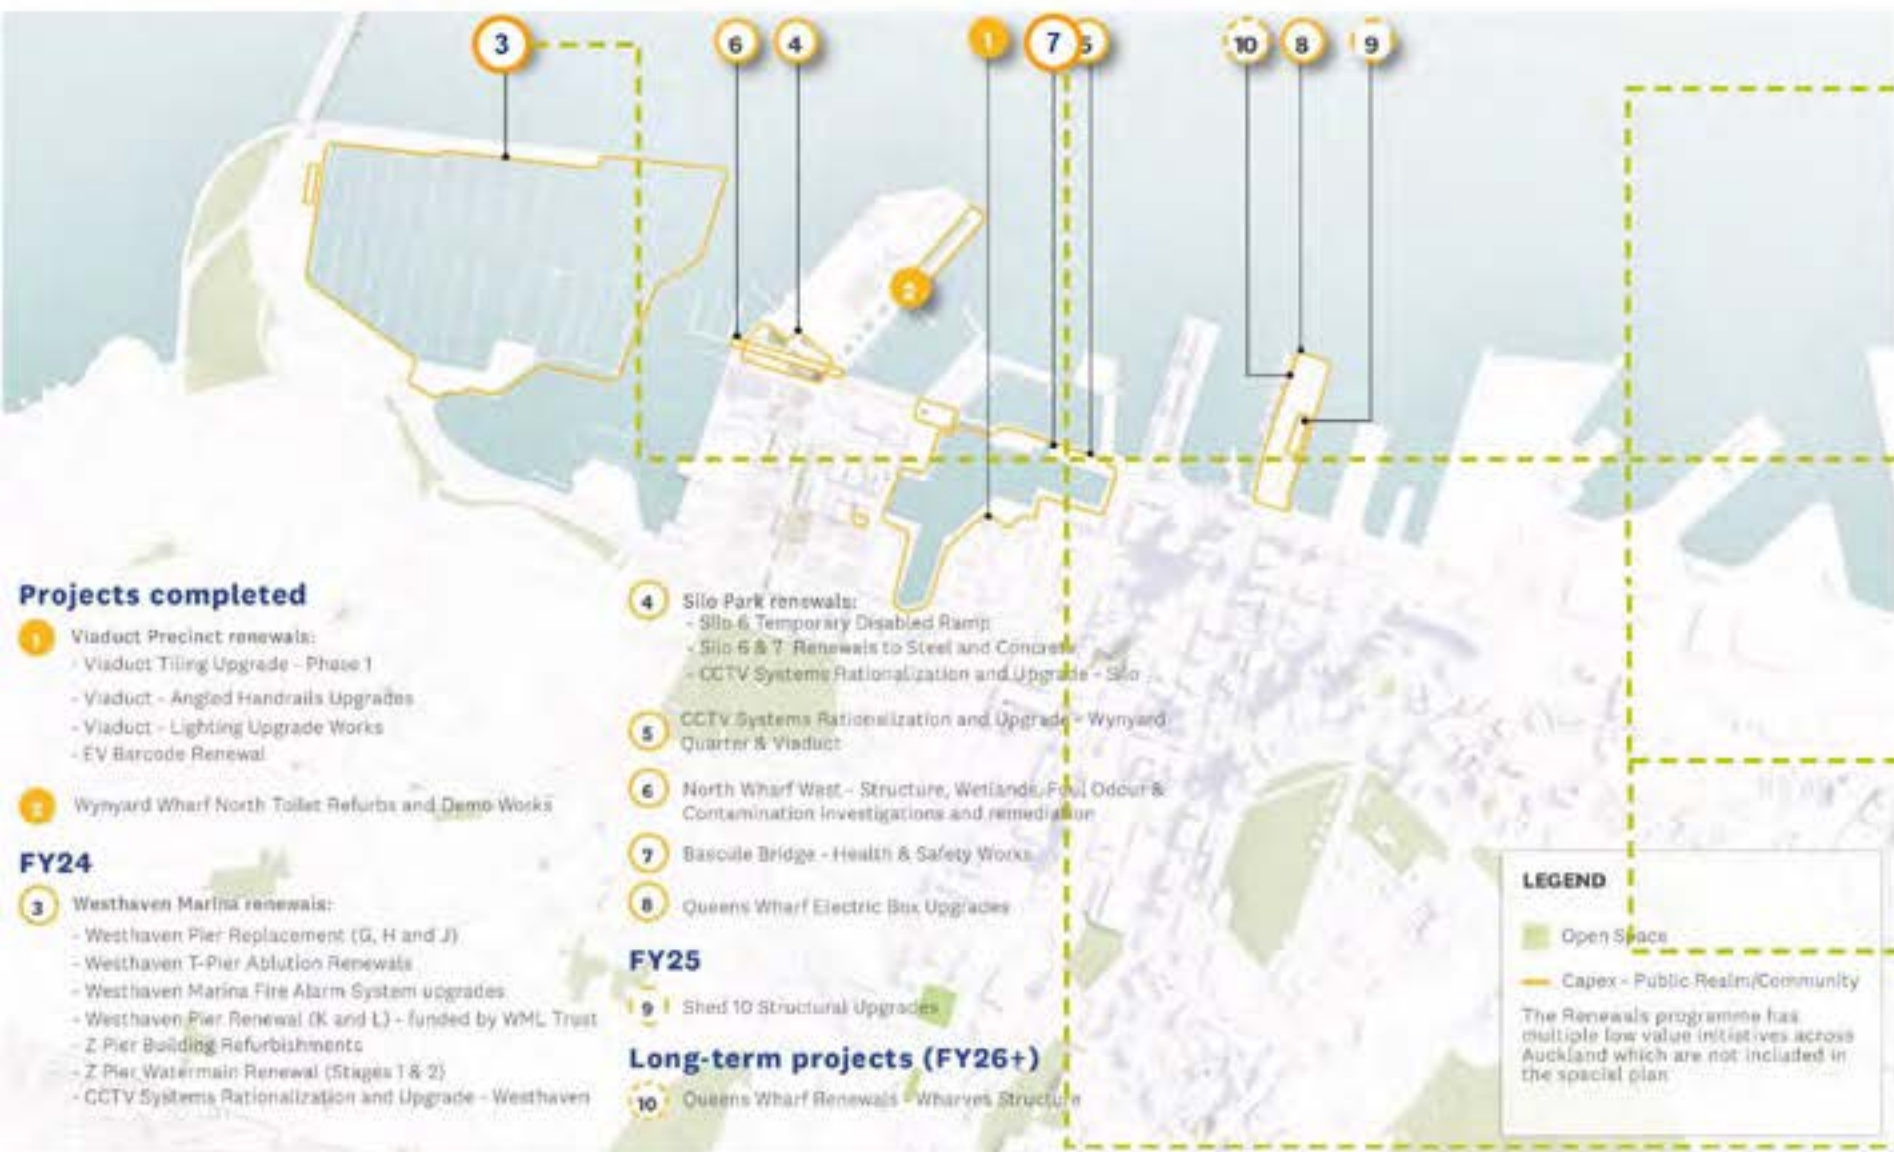 3
6
4
1
7
5
10
8
9
2
Projects completed
1 Viaduct Precinct renewals:
- Viaduct Tiling Upgrade - Phase 1
- Viaduct - Angled Handrails Upgrades
- Viaduct - Lighting Upgrade Works
- EV Barcode Renewal
2 Wynyard Wharf North Toilet Refurbs and Demo Works
FY24
3 Westhaven Marina renewals:
- Westhaven Pier Replacement (G, H and J)
- Westhaven T-Pier Ablution Renewals
- Westhaven Marina Fire Alarm System upgrades
- Westhaven Pier Renewal (K and L) - funded by WML Trust
- Z Pier Building Refurbishments
- Z Pier Watermain Renewal (Stages 1 & 2)
- CCTV Systems Rationalization and Upgrade - Westhaven
4 Silo Park renewals:
- Silo 6 Temporary Disabled Ramp
- Silo 6 & 7 Renewals to Steel and Concrete
- CCTV Systems Rationalization and Upgrade - Silo
5 CCTV Systems Rationalization and Upgrade - Wynyard
Quarter & Viaduct
6 North Wharf West - Structure, Wetlands, Foul Odour &
Contamination investigations and remediation
7 Bascule Bridge - Health & Safety Works
8 Queens Wharf Electric Box Upgrades
FY25
9 Shed 10 Structural Upgrades
Long-term projects (FY26+)
10 Queens Wharf Renewals - Wharves Structure
LEGEND
Open Space
Capex - Public Realm/Community
The Renewals programme has
multiple low value initiatives across
Auckland which are not included in
the spacial plan